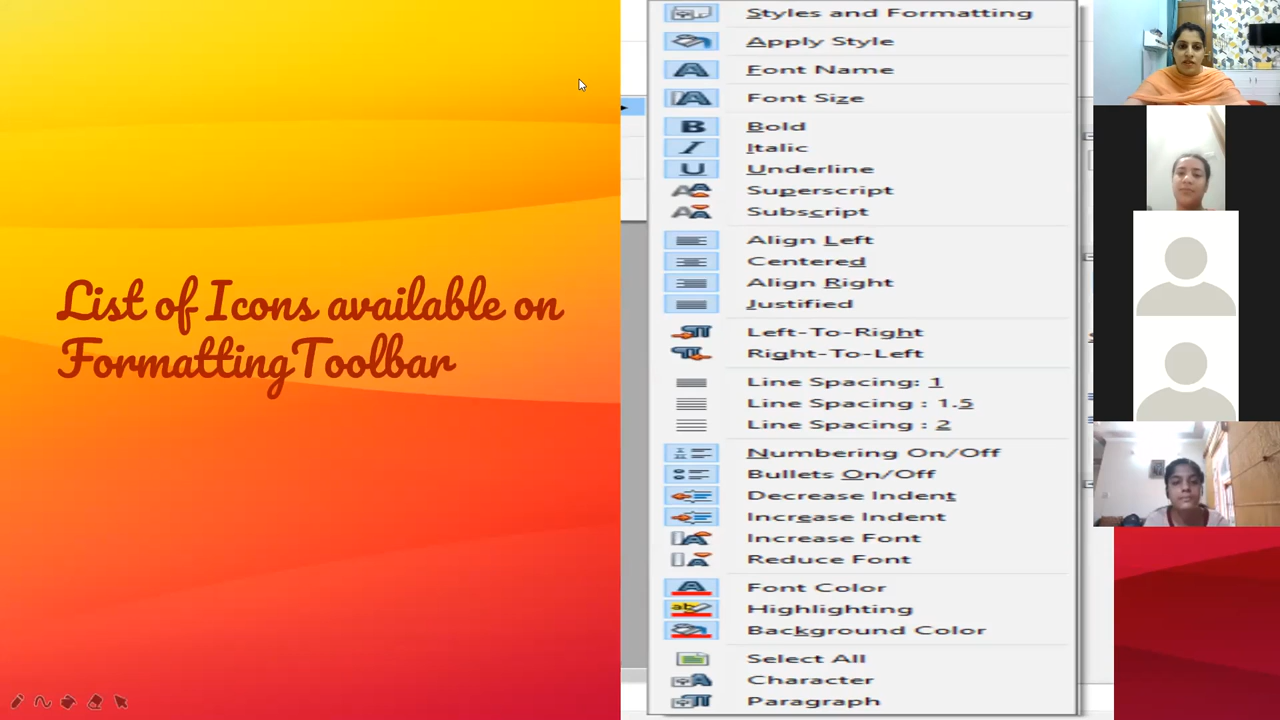 List of Icons available on
FormattingToolbar
Styles and Formatting
Apply Style
Font Name
Font Size
Bold
Italic
Underline
Superscript
Subscript
Align Left
Centered
Align Right
Justified
Left-To-Right
Right-To-Left
Line Spacing: 1
Line Spacing : 1.5
Line Spacing : 2
Numbering On/Off
Bullets On/Off
Decrease Indent
Increase Indent
Increase Font
Reduce Font
Font Color
Highlighting
Background Color
Select All
Character
Paragraph